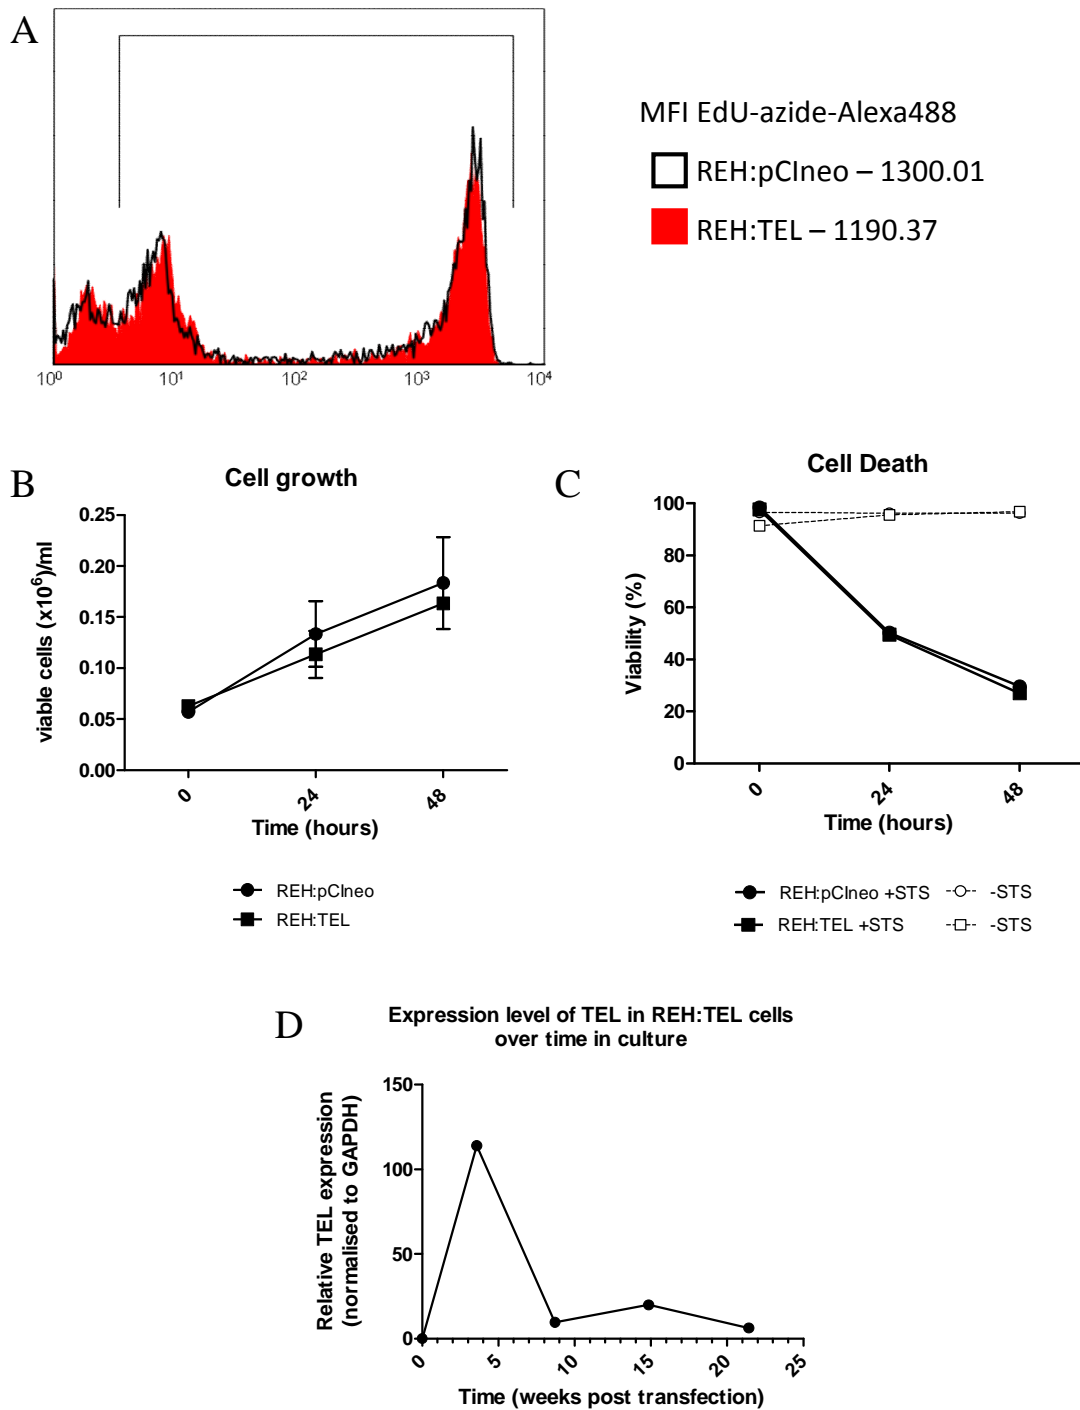 A
MFI EdU-azide-Alexa488
REH:pCIneo – 1300.01
REH:TEL – 1190.37
10⁰ 10¹ 10² 10³ 10⁴
B
Cell growth
viable cells (x10⁶)/ml
0.25
0.20
0.15
0.10
0.05
0.00
0 24 48
Time (hours)
REH:pCIneo
REH:TEL
C
Cell Death
Viability (%)
100
80
60
40
20
0
0 24 48
Time (hours)
REH:pCIneo +STS -STS
REH:TEL +STS -STS
D
Expression level of TEL in REH:TEL cells
over time in culture
Relative TEL expression
(normalised to GAPDH)
150
100
50
0
0 5 10 15 20 25
Time (weeks post transfection)